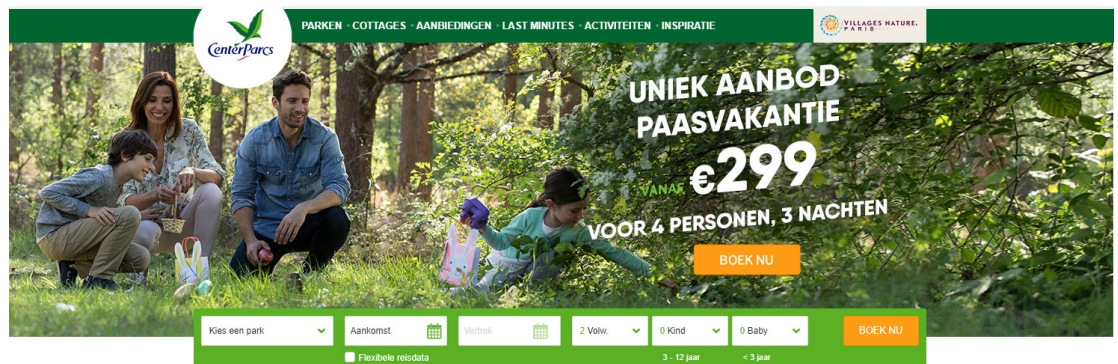 PARKEN • COTTAGES • AANBIEDINGEN • LAST MINUTES • ACTIVITEITEN • INSPIRATIE
VILLAGES NATURE.
PARIS
CenterParcs
UNIEK AANBOD
PAASVAKANTIE
VANAF €299
VOOR 4 PERSONEN, 3 NACHTEN
BOEK NU
Kies een park
Aankomst
Vertrek
2 Volw.
0 Kind
0 Baby
BOEK NU
Flexibele reisdata
3 - 12 jaar
< 3 jaar